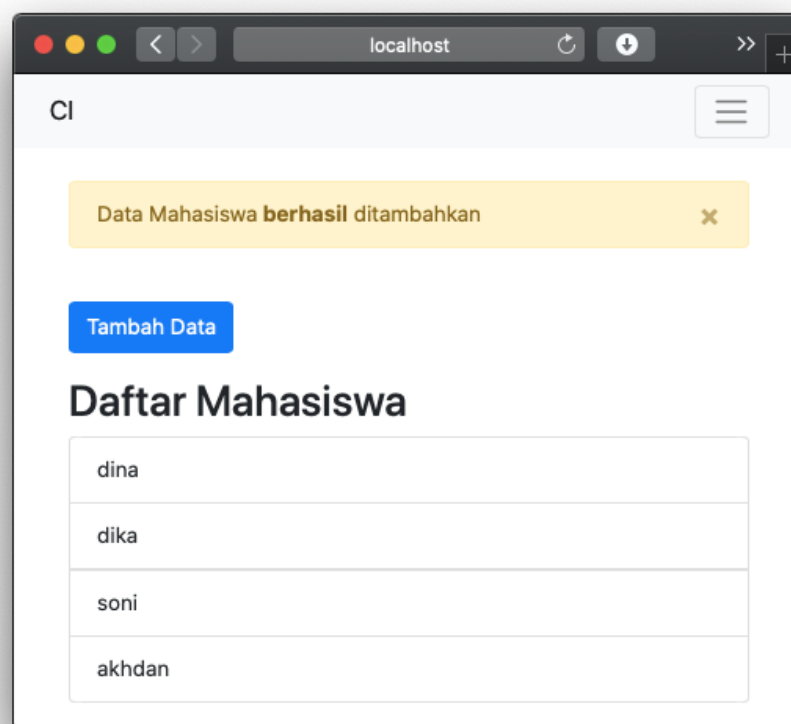 localhost
CI
Data Mahasiswa berhasil ditambahkan ×
Tambah Data
Daftar Mahasiswa
dina
dika
soni
akhdan